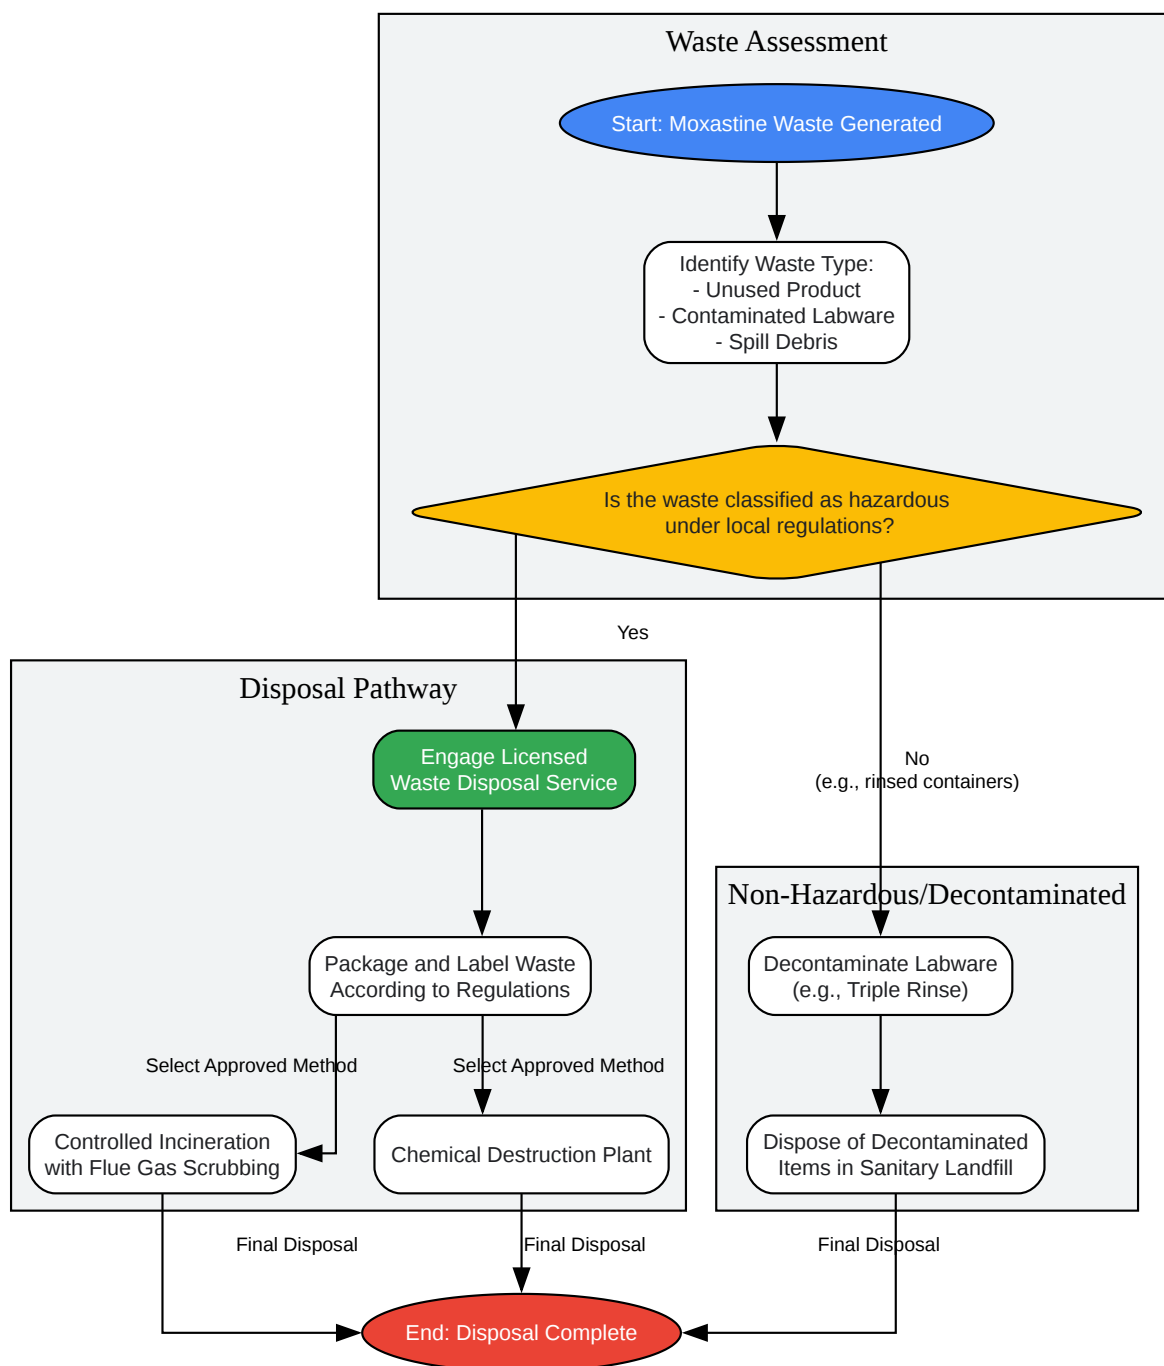 Waste Assessment
Start: Moxastine Waste Generated
Identify Waste Type:
- Unused Product
- Contaminated Labware
- Spill Debris
Is the waste classified as hazardous
under local regulations?
Yes
Disposal Pathway
Engage Licensed
Waste Disposal Service
No
(e.g., rinsed containers)
Non-Hazardous/Decontaminated
Package and Label Waste
According to Regulations
Decontaminate Labware
(e.g., Triple Rinse)
Select Approved Method
Select Approved Method
Controlled Incineration
with Flue Gas Scrubbing
Chemical Destruction Plant
Dispose of Decontaminated
Items in Sanitary Landfill
Final Disposal
Final Disposal
Final Disposal
End: Disposal Complete